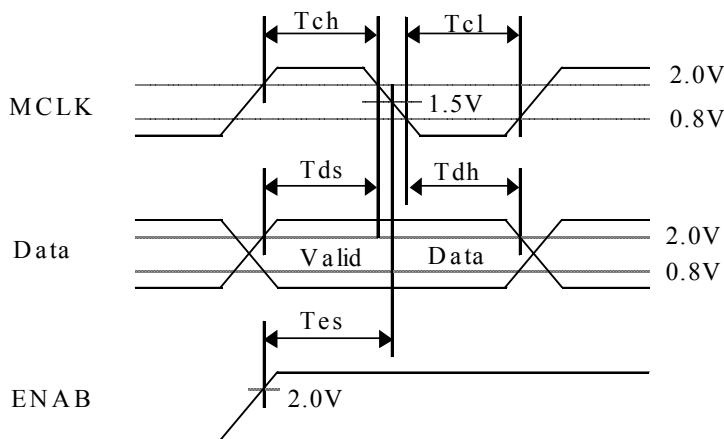 Tch Tcl
2.0V
MCLK 1.5V
0.8V
Tds Tdh
Data Valid Data 2.0V
0.8V
Tes
ENAB 2.0V